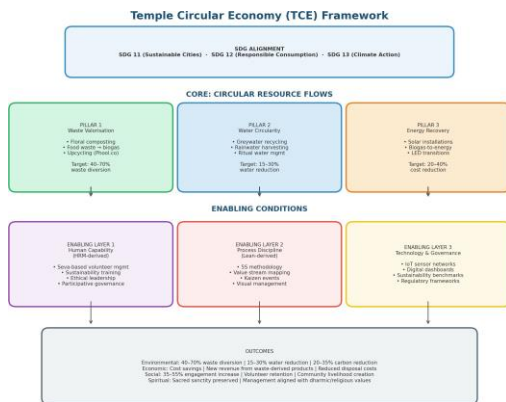 Temple Circular Economy (TCE) Framework
SDG ALIGNMENT
SDG 11 (Sustainable Cities) · SDG 12 (Responsible Consumption) · SDG 13 (Climate Action)
CORE: CIRCULAR RESOURCE FLOWS
PILLAR 1
Waste Valorisation
• Floral composting
• Food waste → biogas
• Upcycling (Phool.co)
Target: 40–70%
waste diversion
PILLAR 2
Water Circularity
• Greywater recycling
• Rainwater harvesting
• Ritual water mgmt
Target: 15–30%
water reduction
PILLAR 3
Energy Recovery
• Solar installations
• Biogas-to-energy
• LED transitions
Target: 20–40%
cost reduction
ENABLING CONDITIONS
ENABLING LAYER 1
Human Capability
(HRM-derived)
• Seva-based volunteer mgmt
• Sustainability training
• Ethical leadership
• Participative governance
ENABLING LAYER 2
Process Discipline
(Lean-derived)
• 5S methodology
• Value stream mapping
• Kaizen events
• Visual management
ENABLING LAYER 3
Technology & Governance
• IoT sensor networks
• Digital dashboards
• Sustainability benchmarks
• Regulatory frameworks
OUTCOMES
Environmental: 40–70% waste diversion | 15–30% water reduction | 20–35% carbon reduction
Economic: Cost savings | New revenue from waste-derived products | Reduced disposal costs
Social: 35–55% engagement increase | Volunteer retention | Community livelihood creation
Spiritual: Sacred sanctity preserved | Management aligned with dharmic/religious values